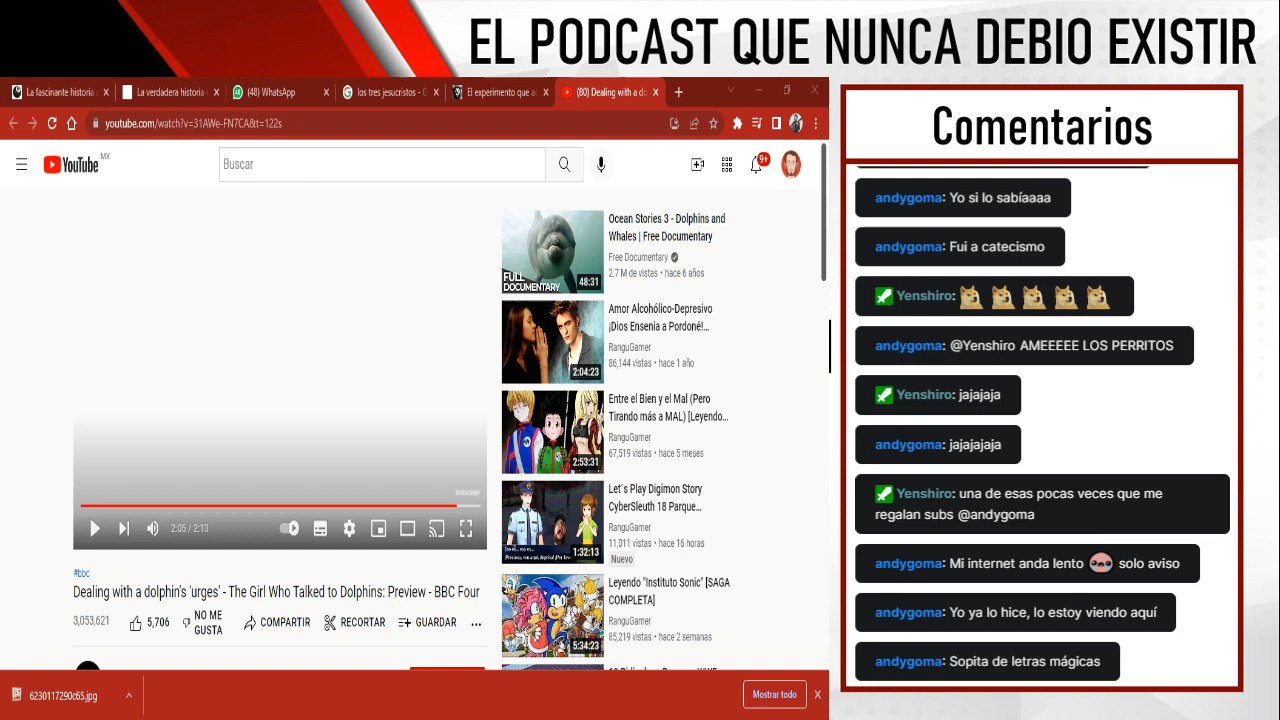 EL PODCAST QUE NUNCA DEBIO EXISTIR
La fascinante historia
La verdadera historia
(48) WhatsApp
los tres jesucristos - G
El experimento que ac
(80) Dealing with a do
youtube.com/watch?v=31AWe-FN7CA&t=122s
YouTube MX
Buscar
9+
Ocean Stories 3 - Dolphins and
Whales | Free Documentary
Free Documentary
2.7 M de vistas • hace 6 años
FULL
DOCUMENTARY
48:31
Amor Alcohólico-Depresivo
¡Dios Ensenia a Pordoné!...
RanguGamer
86,144 vistas • hace 1 año
2:04:23
Entre el Bien y el Mal (Pero
Tirando más a MAL) [Leyendo...
RanguGamer
67,519 vistas • hace 5 meses
2:53:31
Let´s Play Digimon Story
CyberSleuth 18 Parque...
RanguGamer
11,011 vistas • hace 16 horas
Nuevo
1:32:13
Leyendo "Instituto Sonic" [SAGA
COMPLETA]
RanguGamer
85,219 vistas • hace 2 semanas
5:34:23
SUBSCRIBE
2:05 / 2:13
#bbc
Dealing with a dolphin's 'urges' - The Girl Who Talked to Dolphins: Preview - BBC Four
3,053,621
5,706
NO ME
GUSTA
COMPARTIR
RECORTAR
GUARDAR
6230117290c65.jpg
Mostrar todo
Comentarios
andygoma: Yo si lo sabíaaaa
andygoma: Fui a catecismo
Yenshiro:
andygoma: @Yenshiro AMEEEEE LOS PERRITOS
Yenshiro: jajajaja
andygoma: jajajajaja
Yenshiro: una de esas pocas veces que me
regalan subs @andygoma
andygoma: Mi internet anda lento solo aviso
andygoma: Yo ya lo hice, lo estoy viendo aquí
andygoma: Sopita de letras mágicas